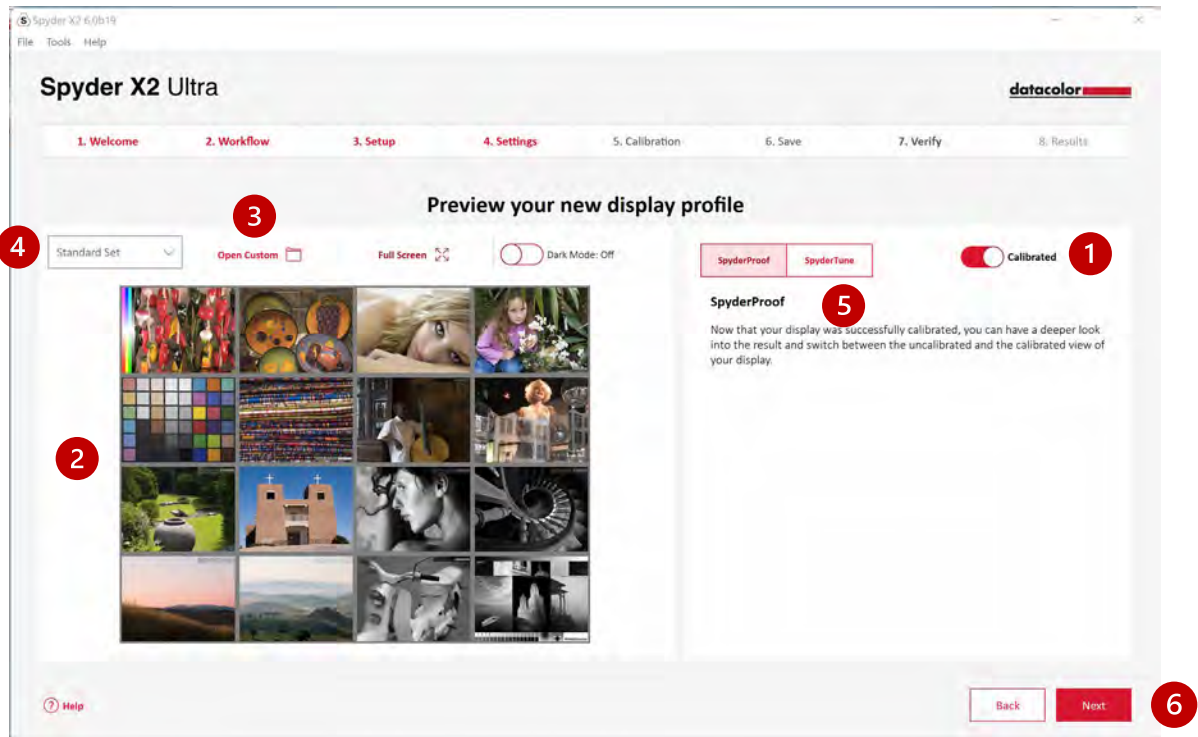 Spyder X2 6.0b19
File Tools Help
Spyder X2 Ultra
datacolor
1. Welcome 2. Workflow 3. Setup 4. Settings 5. Calibration 6. Save 7. Verify 8. Results
Preview your new display profile
3
4
Standard Set
Open Custom
Full Screen
Dark Mode: Off
SpyderProof SpyderTune
Calibrated
1
SpyderProof
5
Now that your display was successfully calibrated, you can have a deeper look
into the result and switch between the uncalibrated and the calibrated view of
your display.
2
? Help
Back
Next
6